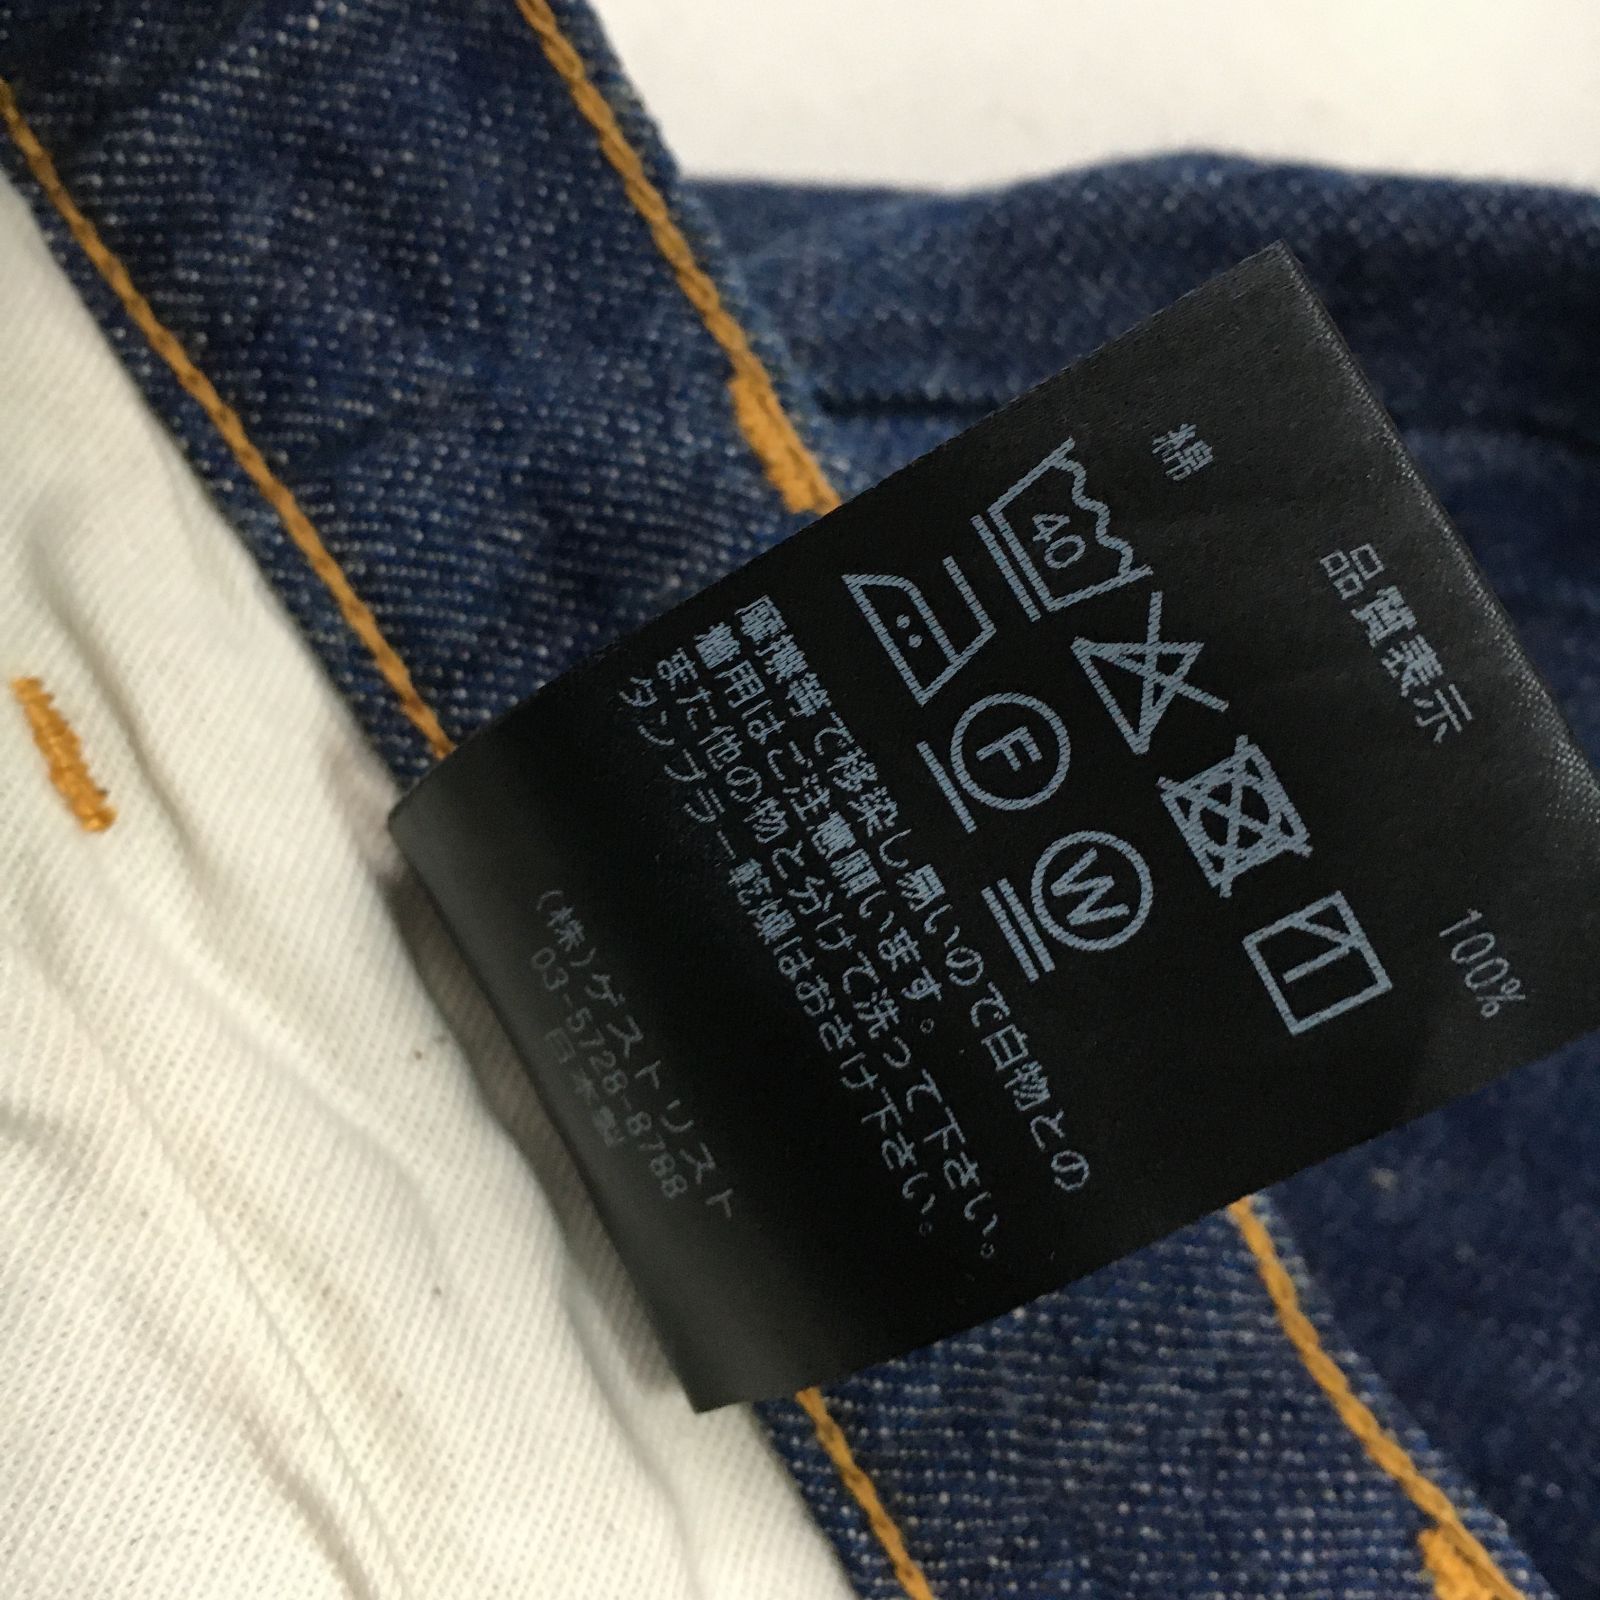 品質表示
綿 100%
40
F
W
摩擦等で移染し易いので白物との
着用はご注意願います。
また他の物と分けて洗って下さい。
タンブラー乾燥はおさけ下さい。
(株)ゲストリスト
03-5728-8788
日本製